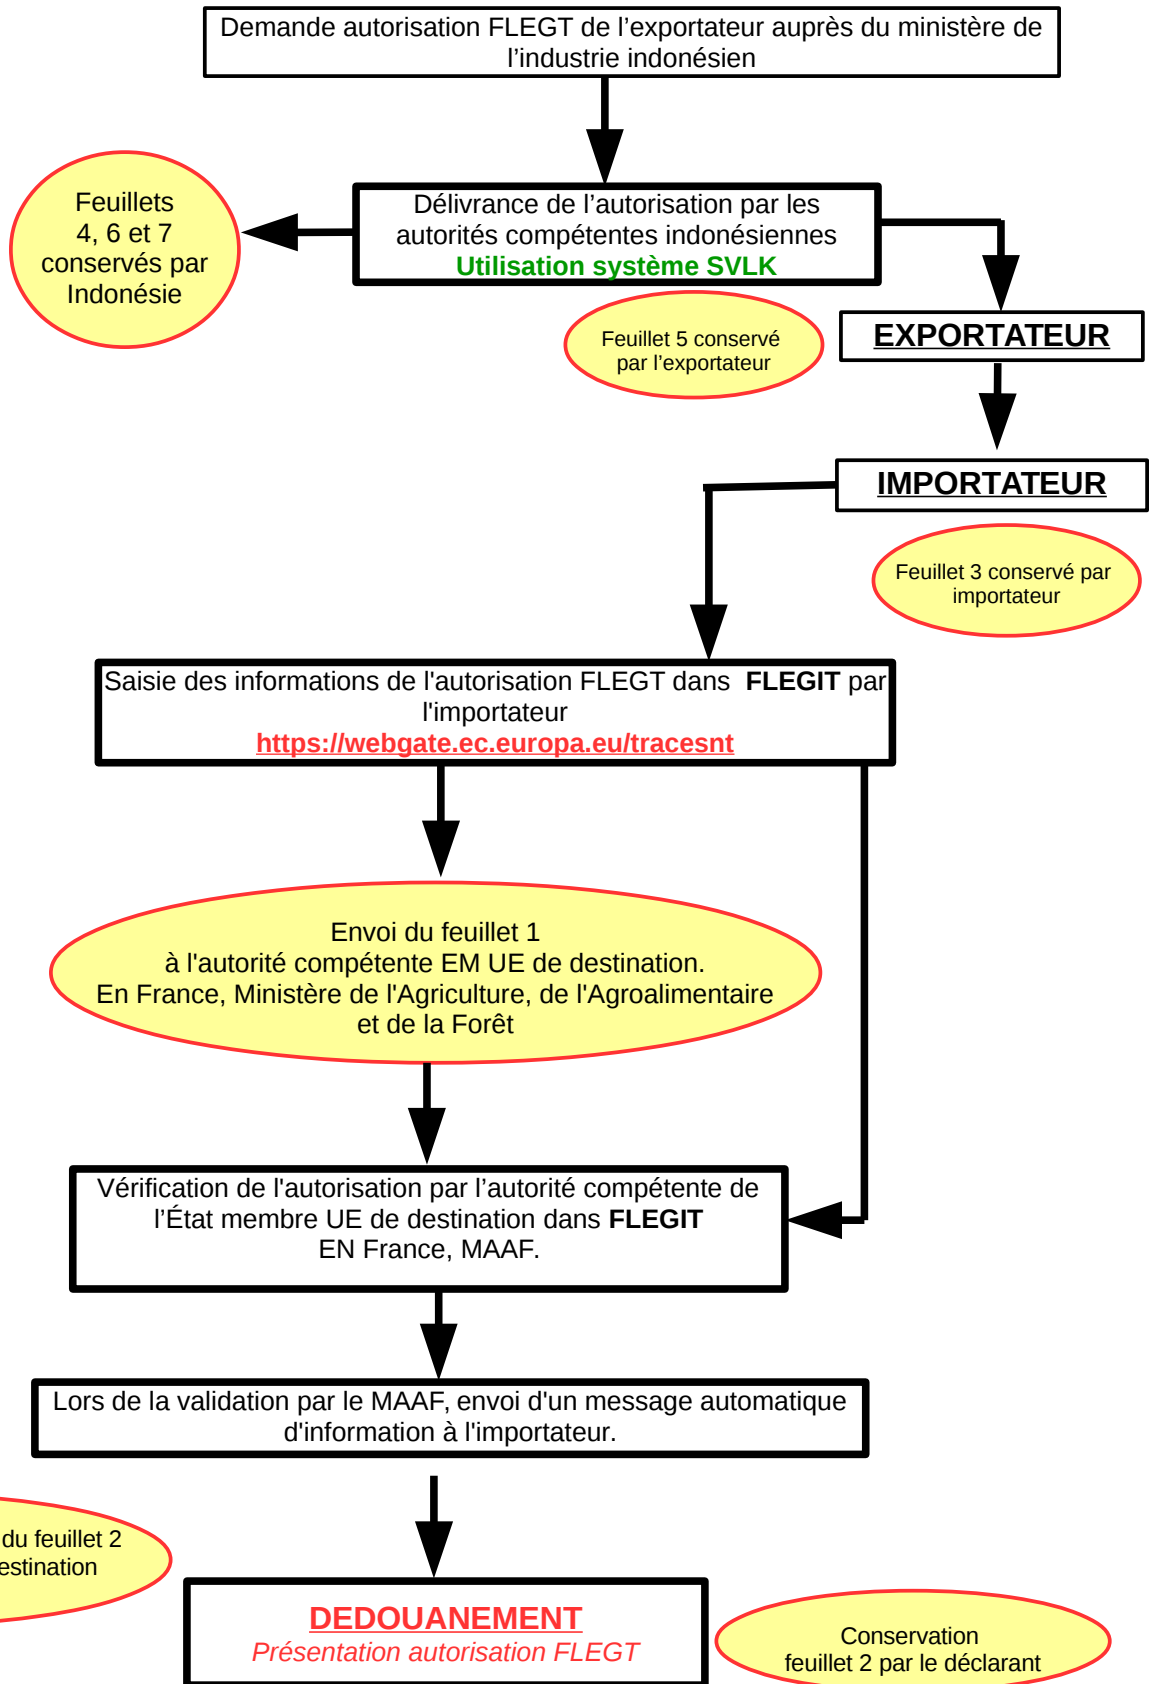 Demande autorisation FLEGT de l’exportateur auprès du ministère de
l’industrie indonésien
Feuillets
4, 6 et 7
conservés par
Indonésie
Délivrance de l’autorisation par les
autorités compétentes indonésiennes
Utilisation système SVLK
Feuillet 5 conservé
par l’exportateur
EXPORTATEUR
IMPORTATEUR
Feuillet 3 conservé par
importateur
Saisie des informations de l'autorisation FLEGT dans FLEGIT par
l'importateur
https://webgate.ec.europa.eu/tracesnt
Envoi du feuillet 1
à l'autorité compétente EM UE de destination.
En France, Ministère de l'Agriculture, de l'Agroalimentaire
et de la Forêt
Vérification de l'autorisation par l’autorité compétente de
l’État membre UE de destination dans FLEGIT
EN France, MAAF.
Lors de la validation par le MAAF, envoi d'un message automatique
d'information à l'importateur.
du feuillet 2
estination
DEDOUANEMENT
Présentation autorisation FLEGT
Conservation
feuillet 2 par le déclarant